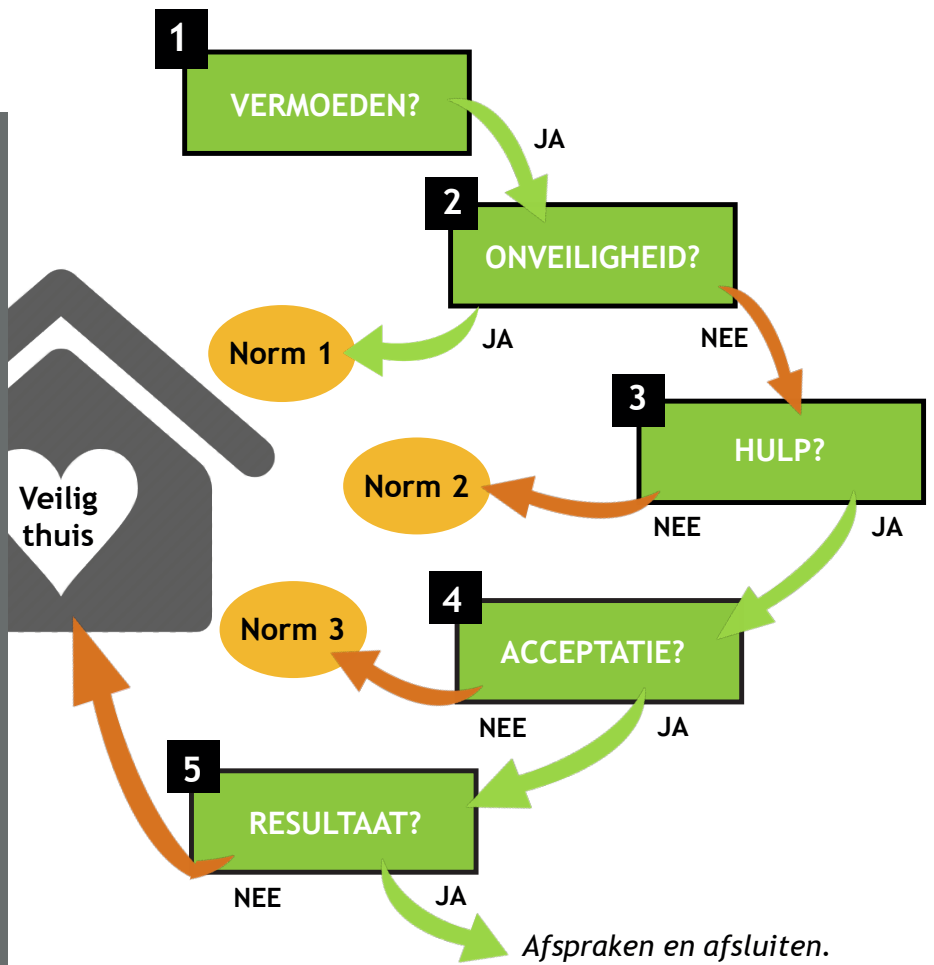 1
VERMOEDEN?
JA
2
ONVEILIGHEID?
JA
NEE
Norm 1
3
HULP?
Norm 2
NEE
JA
Veilig
thuis
4
ACCEPTATIE?
Norm 3
NEE
JA
5
RESULTAAT?
NEE
JA
Afspraken en afsluiten.